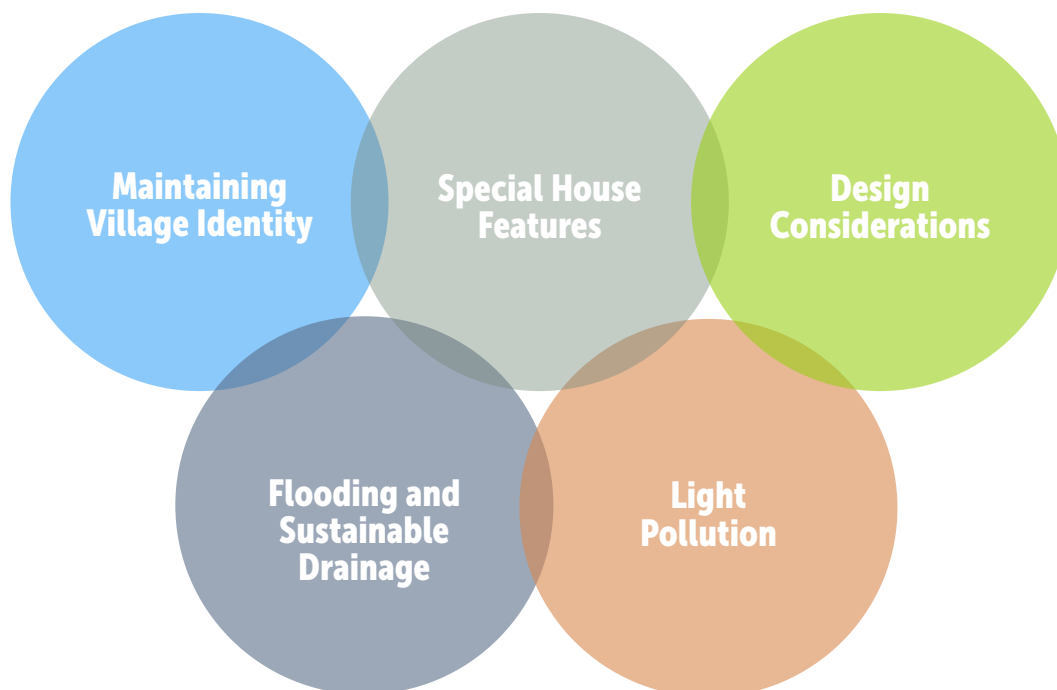 Maintaining
Village Identity
Special House
Features
Design
Considerations
Flooding and
Sustainable
Drainage
Light
Pollution